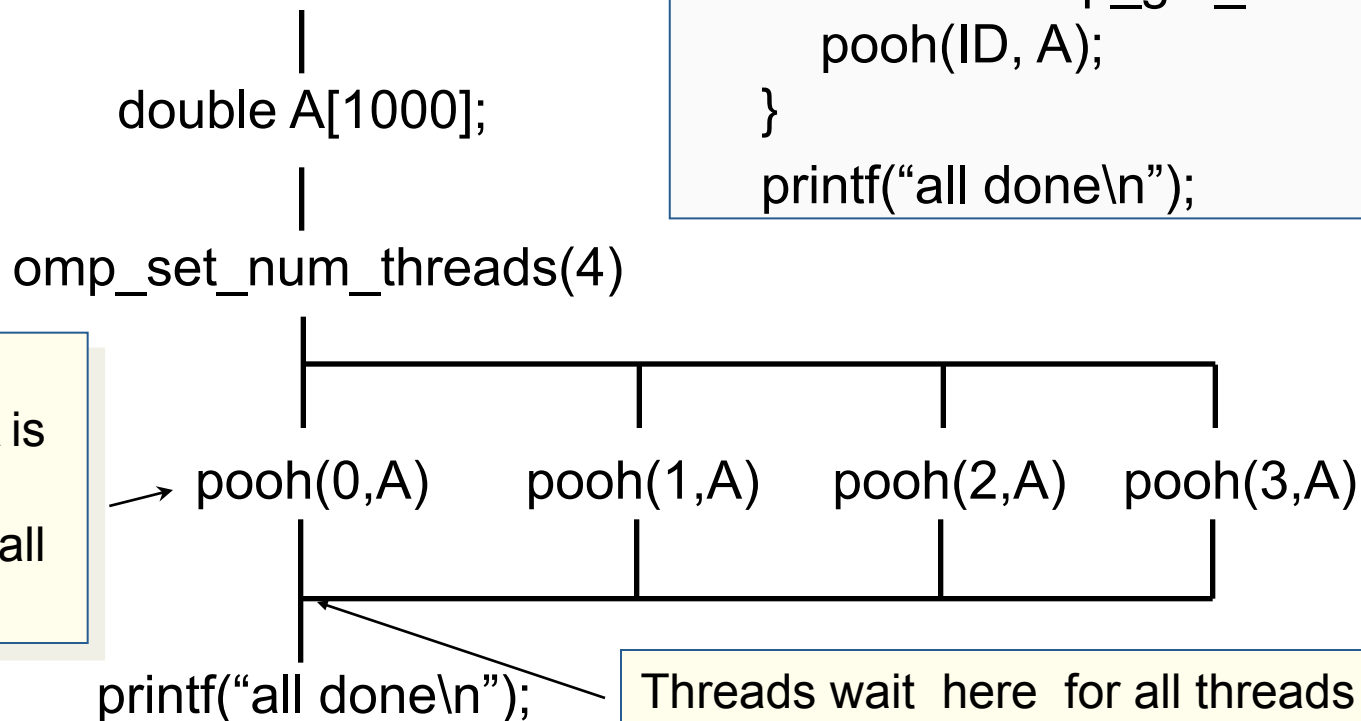 pooh(ID, A);
}
printf(“all done\n”);
double A[1000];
omp_set_num_threads(4)
is
all
pooh(0,A) pooh(1,A) pooh(2,A) pooh(3,A)
printf(“all done\n”);
Threads wait here for all threads